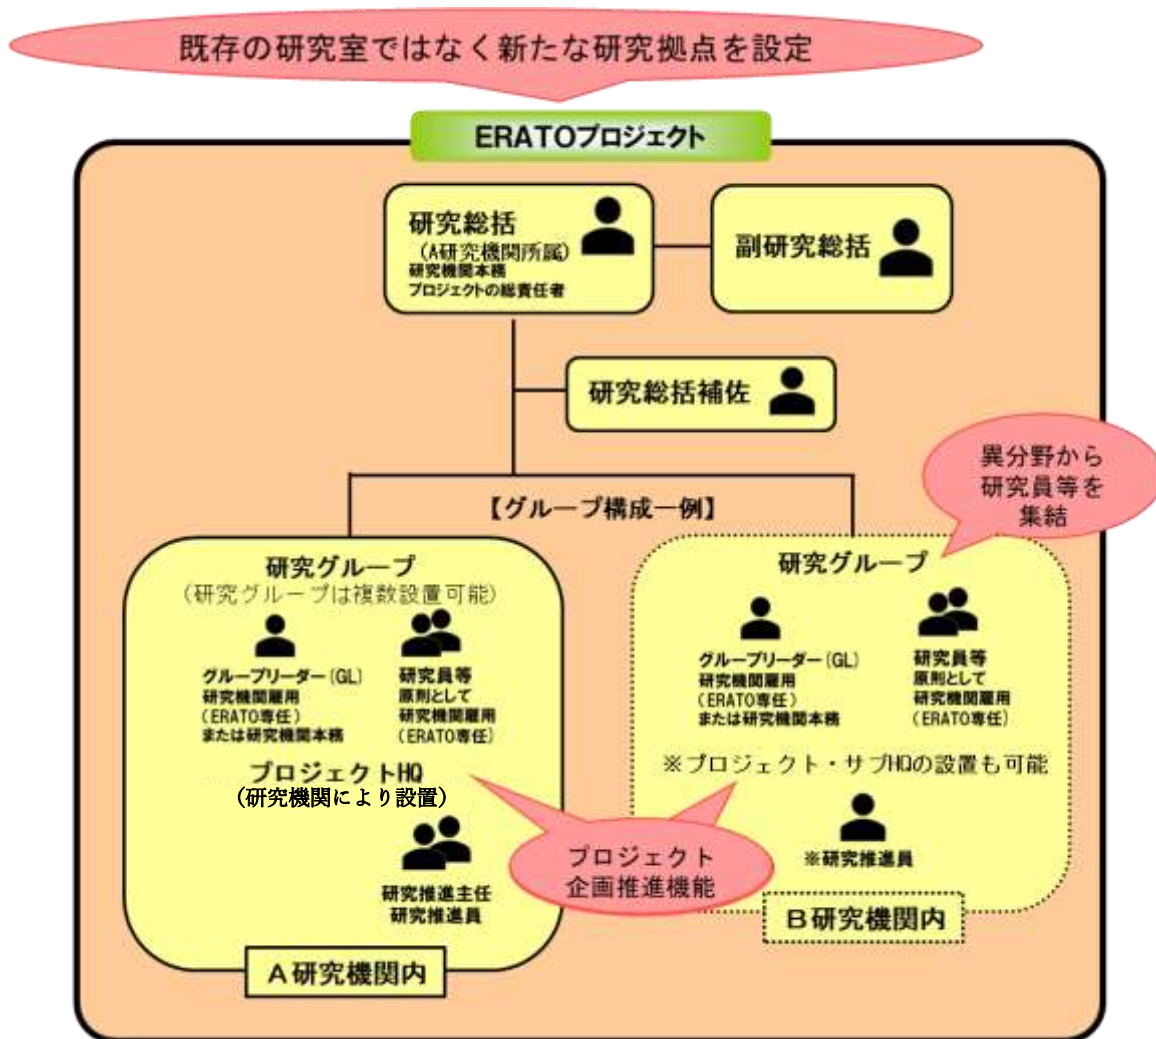 既存の研究室ではなく新たな研究拠点を設定
ERATOプロジェクト
研究総括
(A研究機関所属)
研究機関本務
プロジェクトの総責任者
副研究総括
研究総括補佐
異分野から
研究員等を
集結
【グループ構成一例】
研究グループ
(研究グループは複数設置可能)
グループリーダー(GL)
研究機関雇用
(ERATO専任)
または研究機関本務
研究員等
原則として
研究機関雇用
(ERATO専任)
プロジェクトHQ
(研究機関により設置)
研究推進主任
研究推進員
A研究機関内
研究グループ
グループリーダー(GL)
研究機関雇用
(ERATO専任)
または研究機関本務
研究員等
原則として
研究機関雇用
(ERATO専任)
※プロジェクト・サブHQの設置も可能
※研究推進員
プロジェクト
企画推進機能
B研究機関内